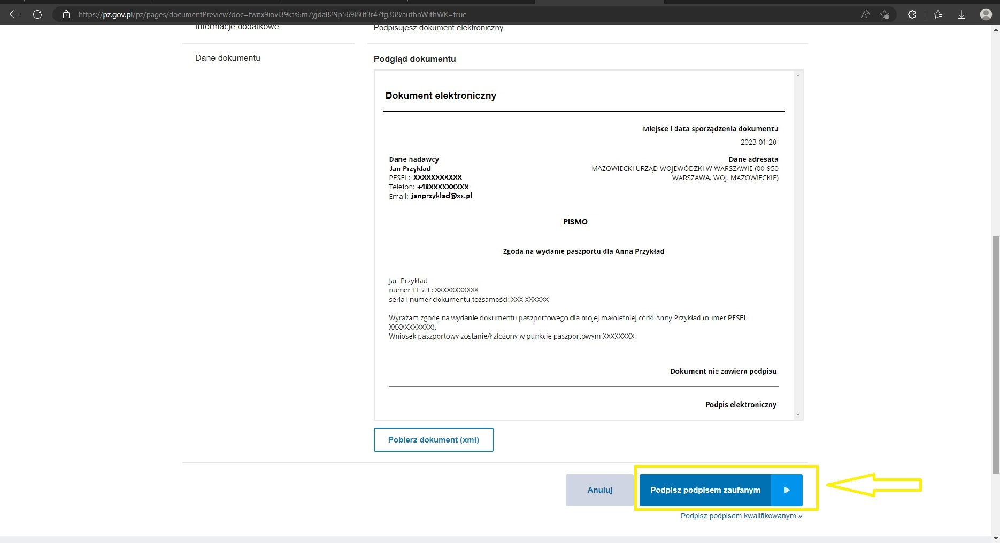 https://pz.gov.pl/pz/pages/documentPreview?doc=twnx9iovl39kts6m7yjda829p569l80t3r47fg30&authnWithWK=true
Informacje dodatkowe
Podpisujesz dokument elektroniczny
Dane dokumentu
Podgląd dokumentu
Dokument elektroniczny
Miejsce i data sporządzenia dokumentu
2023-01-20
Dane nadawcy
Jan Przykład
PESEL: XXXXXXXXXXX
Telefon: +48XXXXXXXXX
Email: janprzyklad@xx.pl
Dane adresata
MAZOWIECKI URZĄD WOJEWÓDZKI W WARSZAWIE (00-950
WARSZAWA, WOJ. MAZOWIECKIE)
PISMO
Zgoda na wydanie paszportu dla Anna Przykład
Jan Przykład
numer PESEL: XXXXXXXXXXX
seria i numer dokumentu tożsamości: XXX XXXXXX
Wyrażam zgodę na wydanie dokumentu paszportowego dla mojej małoletniej córki Anny Przykład (numer PESEL
XXXXXXXXXXX).
Wniosek paszportowy zostanie/ł złożony w punkcie paszportowym XXXXXXXX
Dokument nie zawiera podpisu
Podpis elektroniczny
Pobierz dokument (xml)
Anuluj
Podpisz podpisem zaufanym
Podpisz podpisem kwalifikowanym »